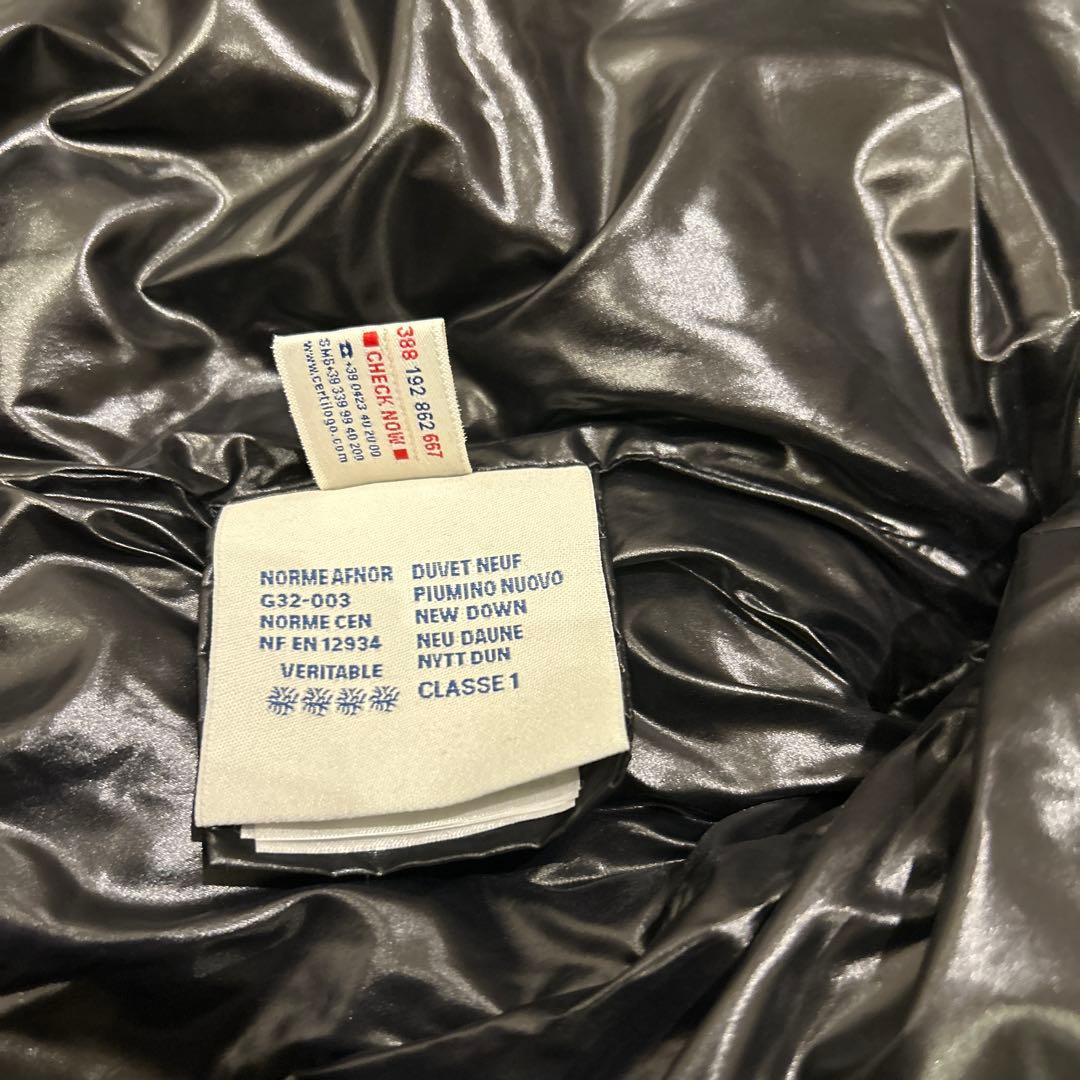 388 192 862 667
■ CHECK NOW ■
☎ +39 0423 40 20 00
SMS+39 339 99 40 200
www.certilogo.com
NORME AFNOR
G32-003
NORME CEN
NF EN 12934
VERITABLE
DUVET NEUF
PIUMINO NUOVO
NEW DOWN
NEU DAUNE
NYTT DUN
CLASSE 1